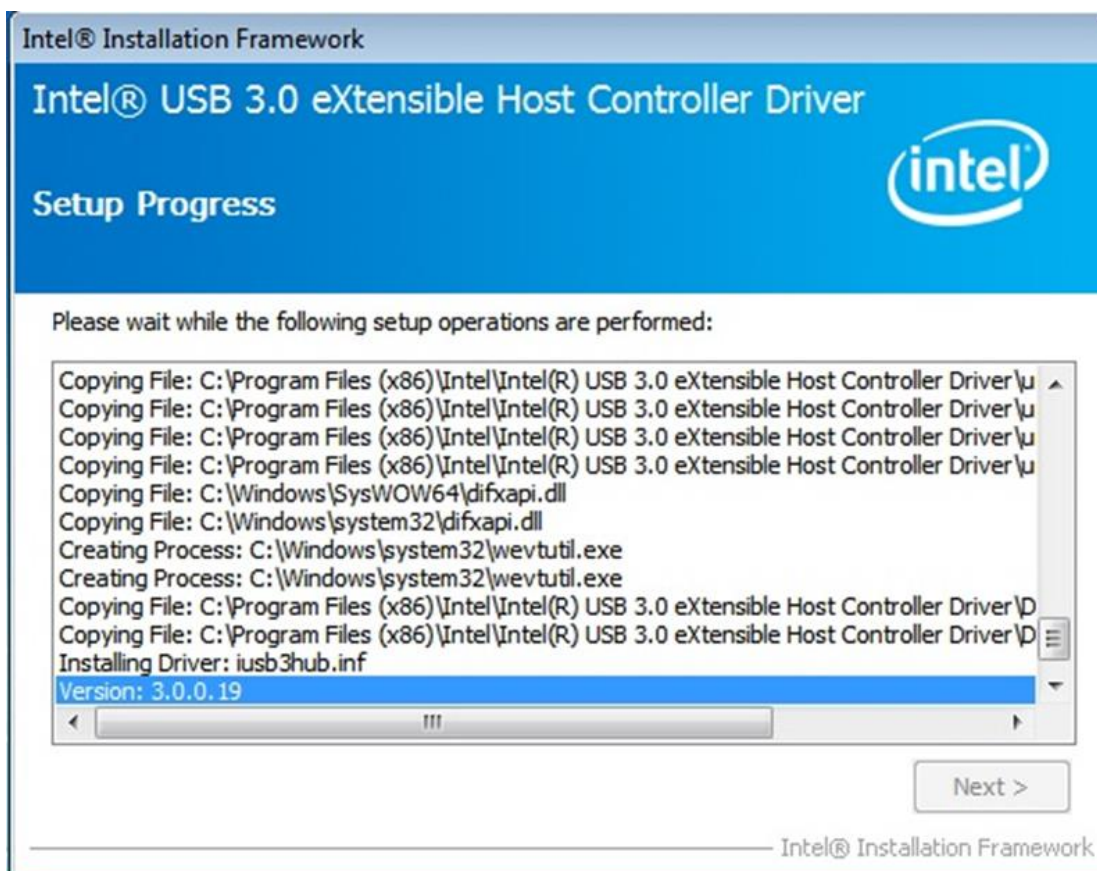 Intel® Installation Framework
Intel® USB 3.0 eXtensible Host Controller Driver
intel
Setup Progress
Please wait while the following setup operations are performed:
Copying File: C:\Program Files (x86)\Intel\Intel(R) USB 3.0 eXtensible Host Controller Driver\u
Copying File: C:\Program Files (x86)\Intel\Intel(R) USB 3.0 eXtensible Host Controller Driver\u
Copying File: C:\Program Files (x86)\Intel\Intel(R) USB 3.0 eXtensible Host Controller Driver\u
Copying File: C:\Program Files (x86)\Intel\Intel(R) USB 3.0 eXtensible Host Controller Driver\u
Copying File: C:\Windows\SysWOW64\difxapi.dll
Copying File: C:\Windows\system32\difxapi.dll
Creating Process: C:\Windows\system32\wevtutil.exe
Creating Process: C:\Windows\system32\wevtutil.exe
Copying File: C:\Program Files (x86)\Intel\Intel(R) USB 3.0 eXtensible Host Controller Driver\D
Copying File: C:\Program Files (x86)\Intel\Intel(R) USB 3.0 eXtensible Host Controller Driver\D
Installing Driver: iusb3hub.inf
Version: 3.0.0.19
Next >
Intel® Installation Framework